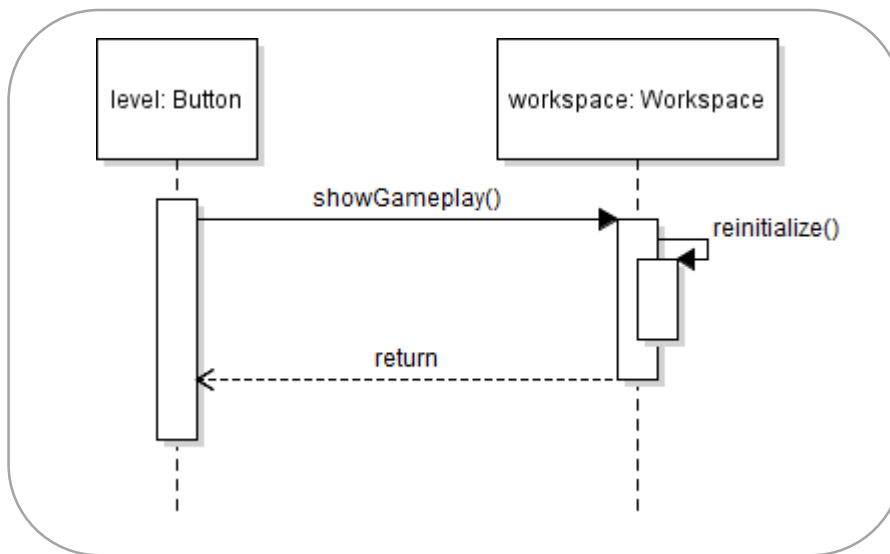 level: Button
workspace: Workspace
showGameplay()
reinitialize()
return